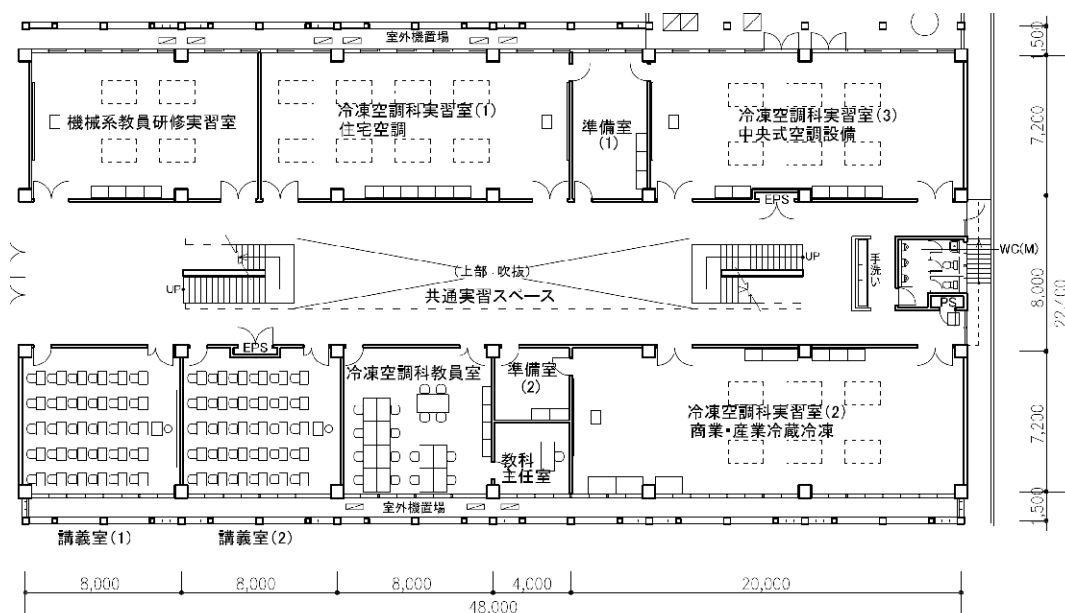 室外機置場
機械系教員研修実習室
冷凍空調科実習室(1)
住宅空調
準備室
(1)
冷凍空調科実習室(3)
中央式空調設備
EPS
WC(M)
手洗い
PS
UP
UP
(上部 吹抜)
共通実習スペース
EPS
冷凍空調科教員室
準備室
(2)
教科
主任室
冷凍空調科実習室(2)
商業・産業冷蔵冷凍
室外機置場
講義室(1)
講義室(2)
1,500
7,200
8,000
7,200
1,500
8,000
8,000
8,000
4,000
20,000
48,000